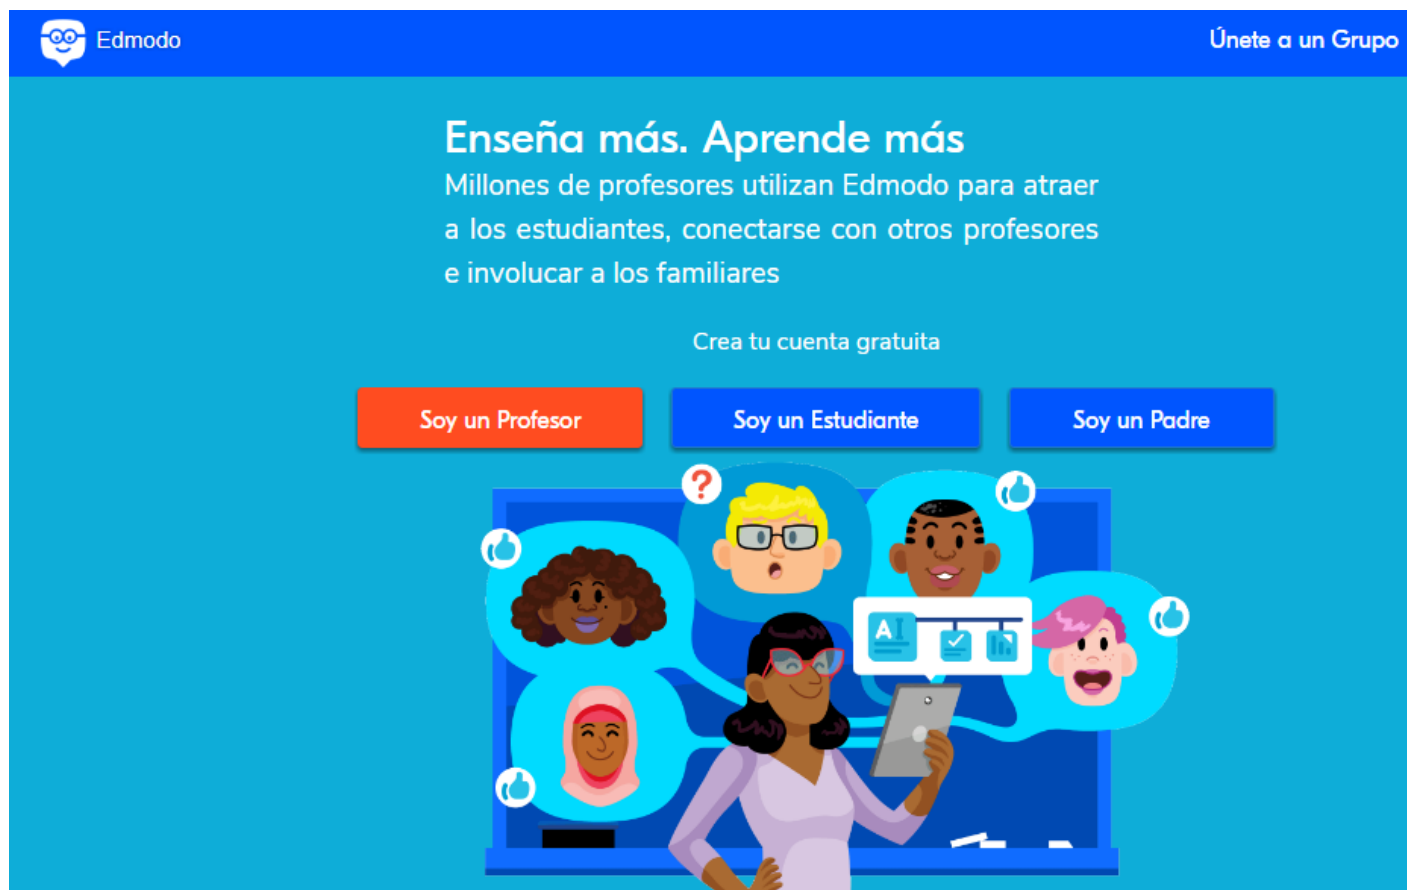 Edmodo
Únete a un Grupo
Enseña más. Aprende más
Millones de profesores utilizan Edmodo para atraer
a los estudiantes, conectarse con otros profesores
e involucar a los familiares
Crea tu cuenta gratuita
Soy un Profesor
Soy un Estudiante
Soy un Padre
?
A